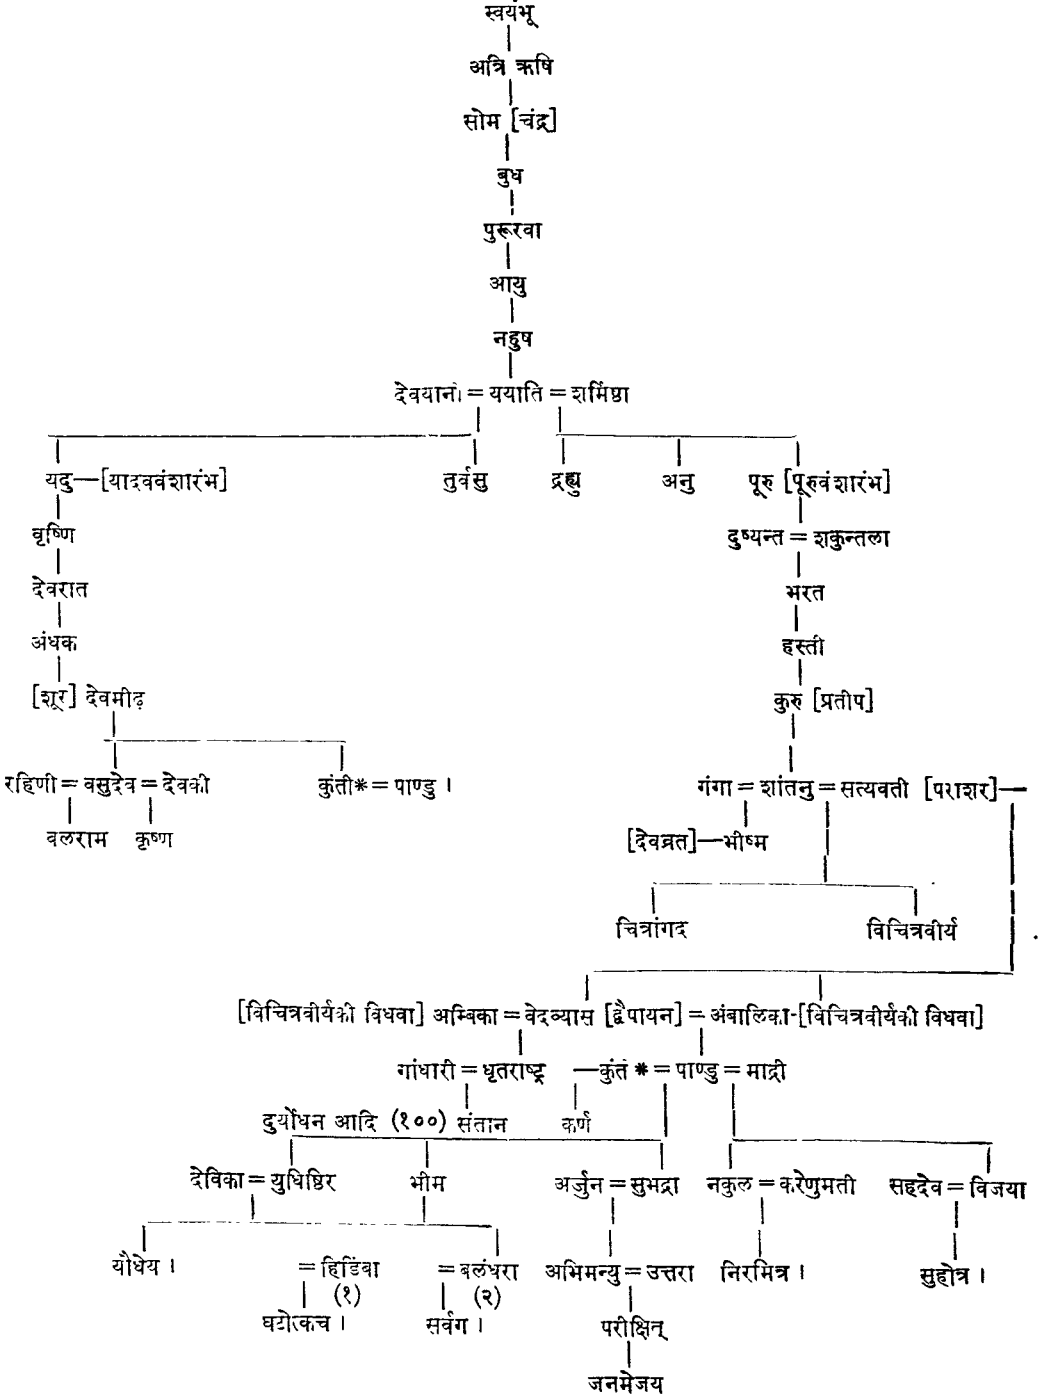 स्वयंभू
अत्रि ऋषि
सोम [चंद्र]
बुध
पुरूरवा
आयु
नहुष
देवयानी = ययाति = शर्मिष्ठा
यदु—[यादववंशारंभ] तुर्वसु द्रह्यु अनु पूरु [पूरुवंशारंभ]
वृष्णि दुष्यन्त = शकुन्तला
देवरात भरत
अंधक हस्ती
[शूर] देवमीढ़ कुरु [प्रतीप]
रहिणी = वसुदेव = देवकी कुंती* = पाण्डु । गंगा = शांतनु = सत्यवती [पराशर]—
बलराम कृष्ण [देवव्रत]—भीष्म
चित्रांगद विचित्रवीर्य
[विचित्रवीर्यकी विधवा] अम्बिका = वेदव्यास [द्वैपायन] = अंबालिका-[विचित्रवीर्यकी विधवा]
गांधारी = धृतराष्ट्र —कुंत * = पाण्डु = माद्री
दुर्योधन आदि (१००) संतान कर्ण
देविका = युधिष्ठिर भीम अर्जुन = सुभद्रा नकुल = करेणुमती सहदेव = विजया
यौधेय । = हिडिंबा = बलंधरा अभिमन्यु = उत्तरा निरमित्र । सुहोत्र ।
(१) (२)
घटोत्कच । सर्वग । परीक्षित्
जनमेजय